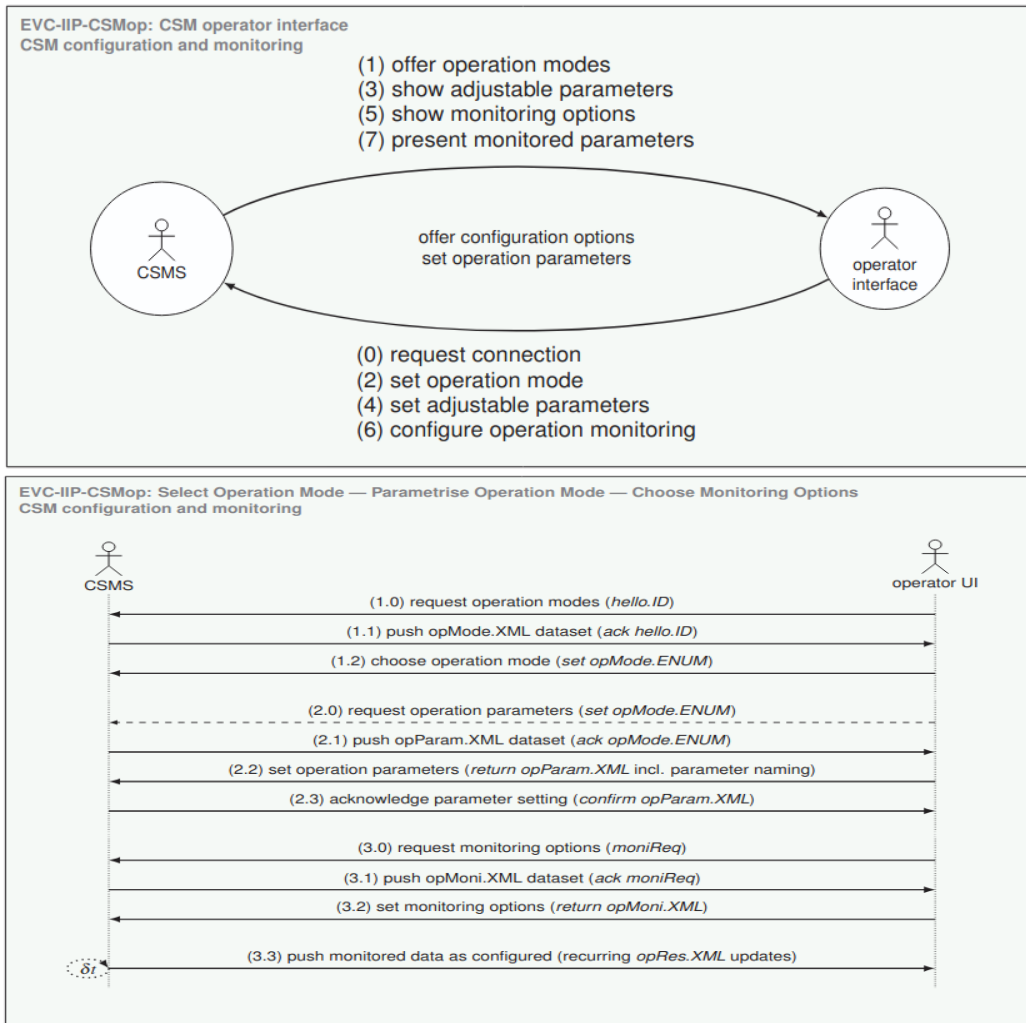 EVC-IIP-CSMop: CSM operator interface
CSM configuration and monitoring
(1) offer operation modes
(3) show adjustable parameters
(5) show monitoring options
(7) present monitored parameters
CSMS
offer configuration options
set operation parameters
operator
interface
(0) request connection
(2) set operation mode
(4) set adjustable parameters
(6) configure operation monitoring
EVC-IIP-CSMop: Select Operation Mode — Parametrise Operation Mode — Choose Monitoring Options
CSM configuration and monitoring
CSMS
operator UI
(1.0) request operation modes (hello.ID)
(1.1) push opMode.XML dataset (ack hello.ID)
(1.2) choose operation mode (set opMode.ENUM)
(2.0) request operation parameters (set opMode.ENUM)
(2.1) push opParam.XML dataset (ack opMode.ENUM)
(2.2) set operation parameters (return opParam.XML incl. parameter naming)
(2.3) acknowledge parameter setting (confirm opParam.XML)
(3.0) request monitoring options (moniReq)
(3.1) push opMoni.XML dataset (ack moniReq)
(3.2) set monitoring options (return opMoni.XML)
(3.3) push monitored data as configured (recurring opRes.XML updates)
δt